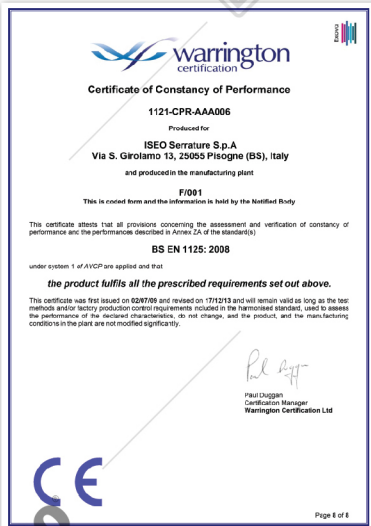 exova
warrington
certification
Certificate of Constancy of Performance
1121-CPR-AAA006
Produced for
ISEO Serrature S.p.A
Via S. Girolamo 13, 25055 Pisogne (BS), Italy
and produced in the manufacturing plant
F/001
This is coded form and the information is held by the Notified Body
This certificate attests that all provisions concerning the assessment and verification of constancy of
performance and the performances described in Annex ZA of the standard(s)
BS EN 1125: 2008
under system 1 of AVCP are applied and that
the product fulfils all the prescribed requirements set out above.
This certificate was first issued on 02/07/09 and revised on 17/12/13 and will remain valid as long as the test
methods and/or factory production control requirements included in the harmonised standard, used to assess
the performance of the declared characteristics, do not change, and the product, and the manufacturing
conditions in the plant are not modified significantly.
Paul Duggan
Paul Duggan
Certification Manager
Warrington Certification Ltd
CE
Page 8 of 8